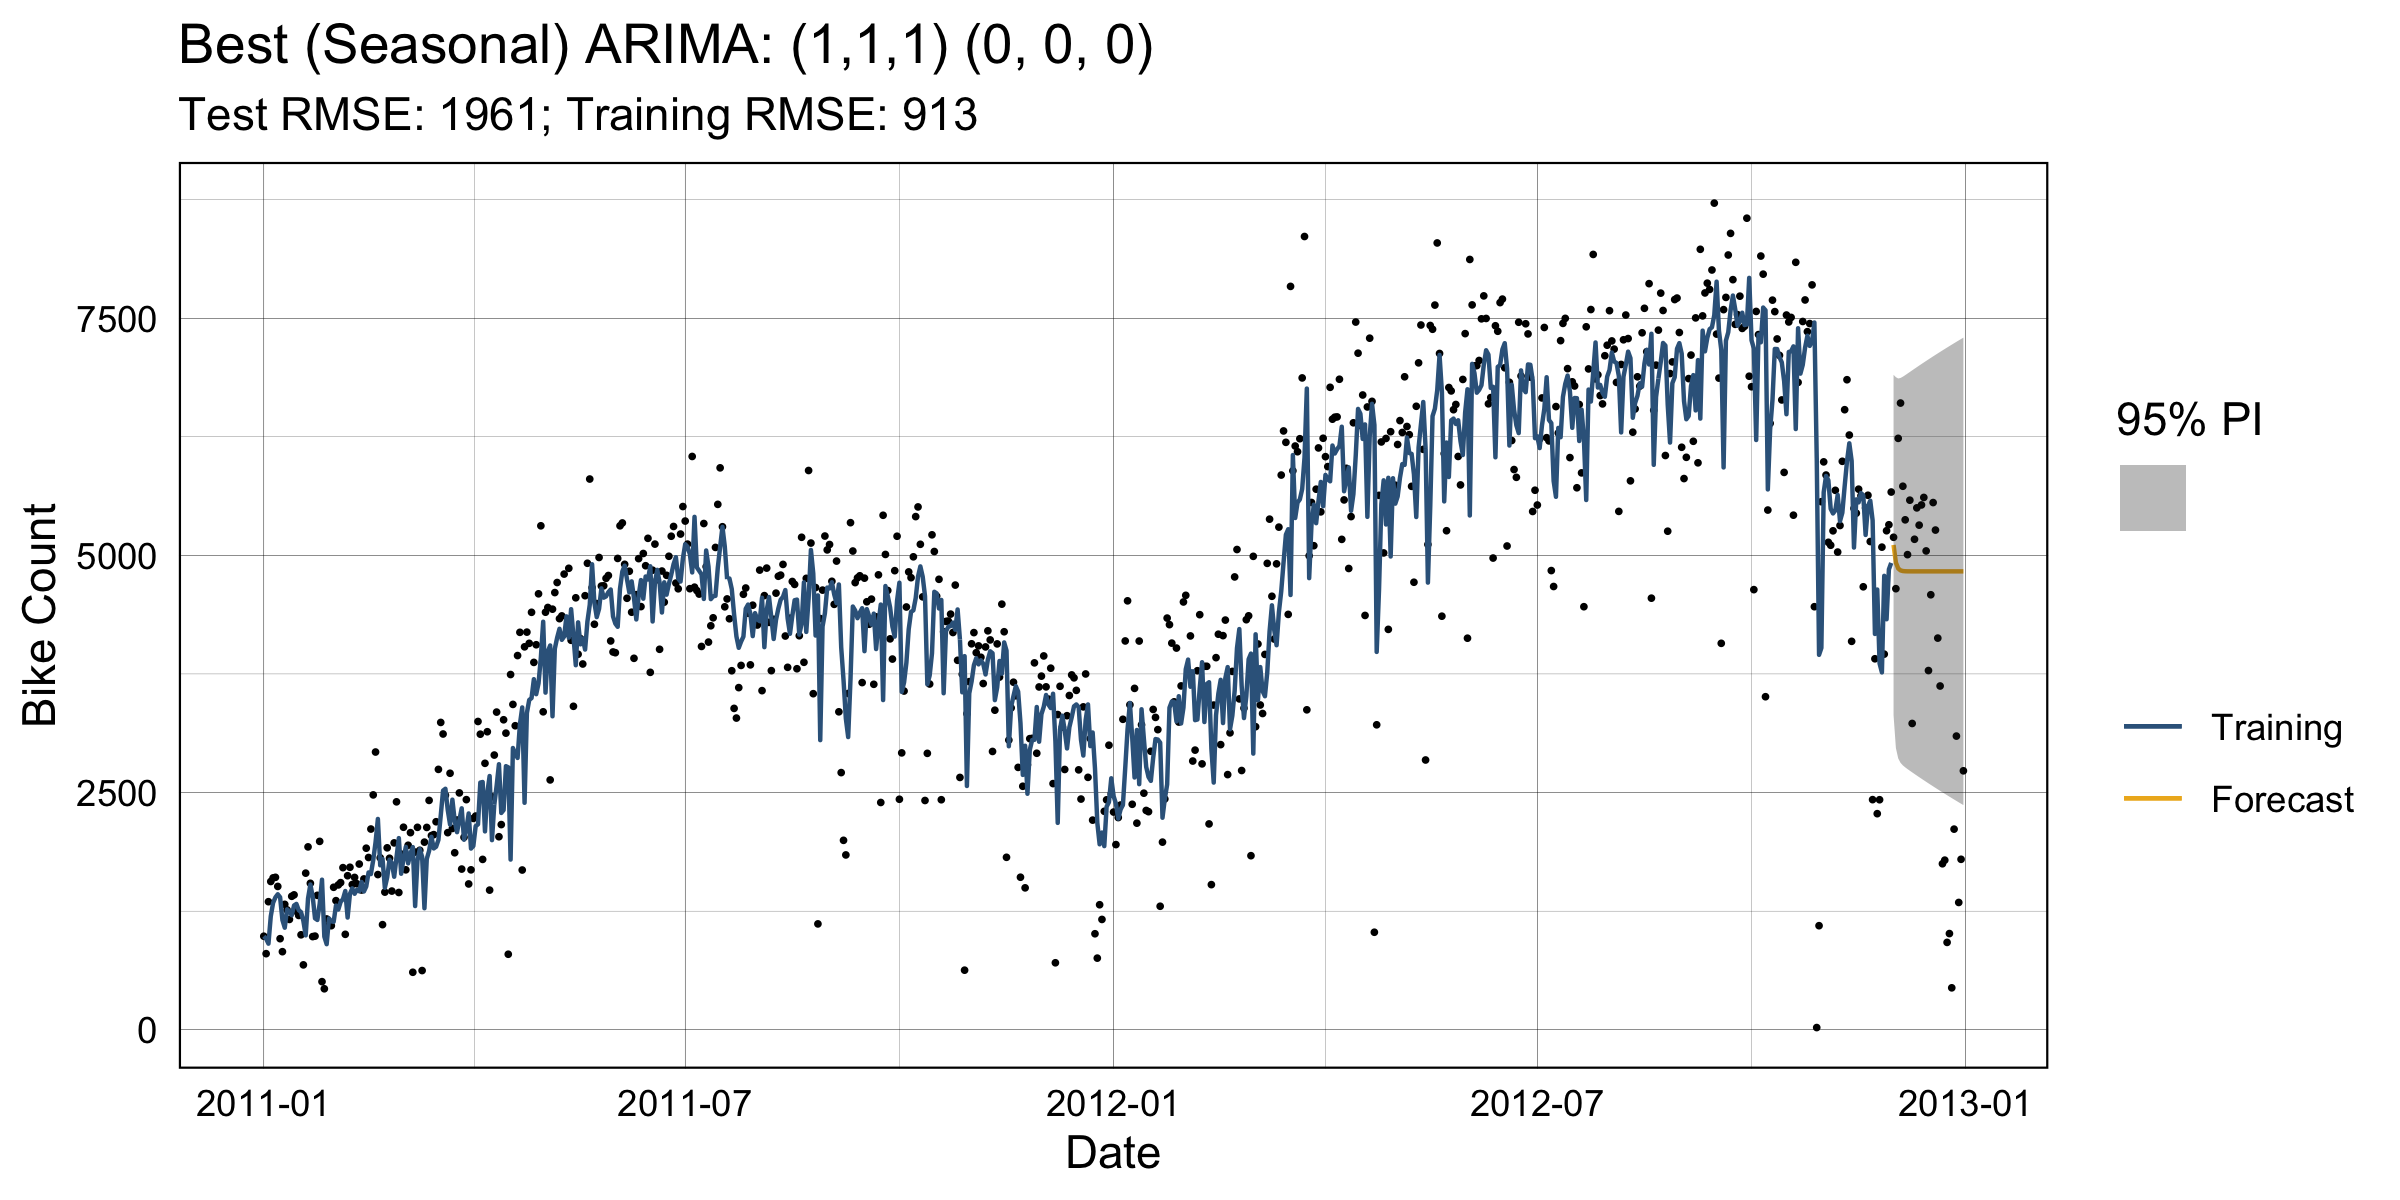 Best (Seasonal) ARIMA: (1,1,1) (0, 0, 0)
Test RMSE: 1961; Training RMSE: 913
Bike Count
7500
5000
2500
0
2011-01
2011-07
2012-01
2012-07
2013-01
Date
95% PI
Training
Forecast